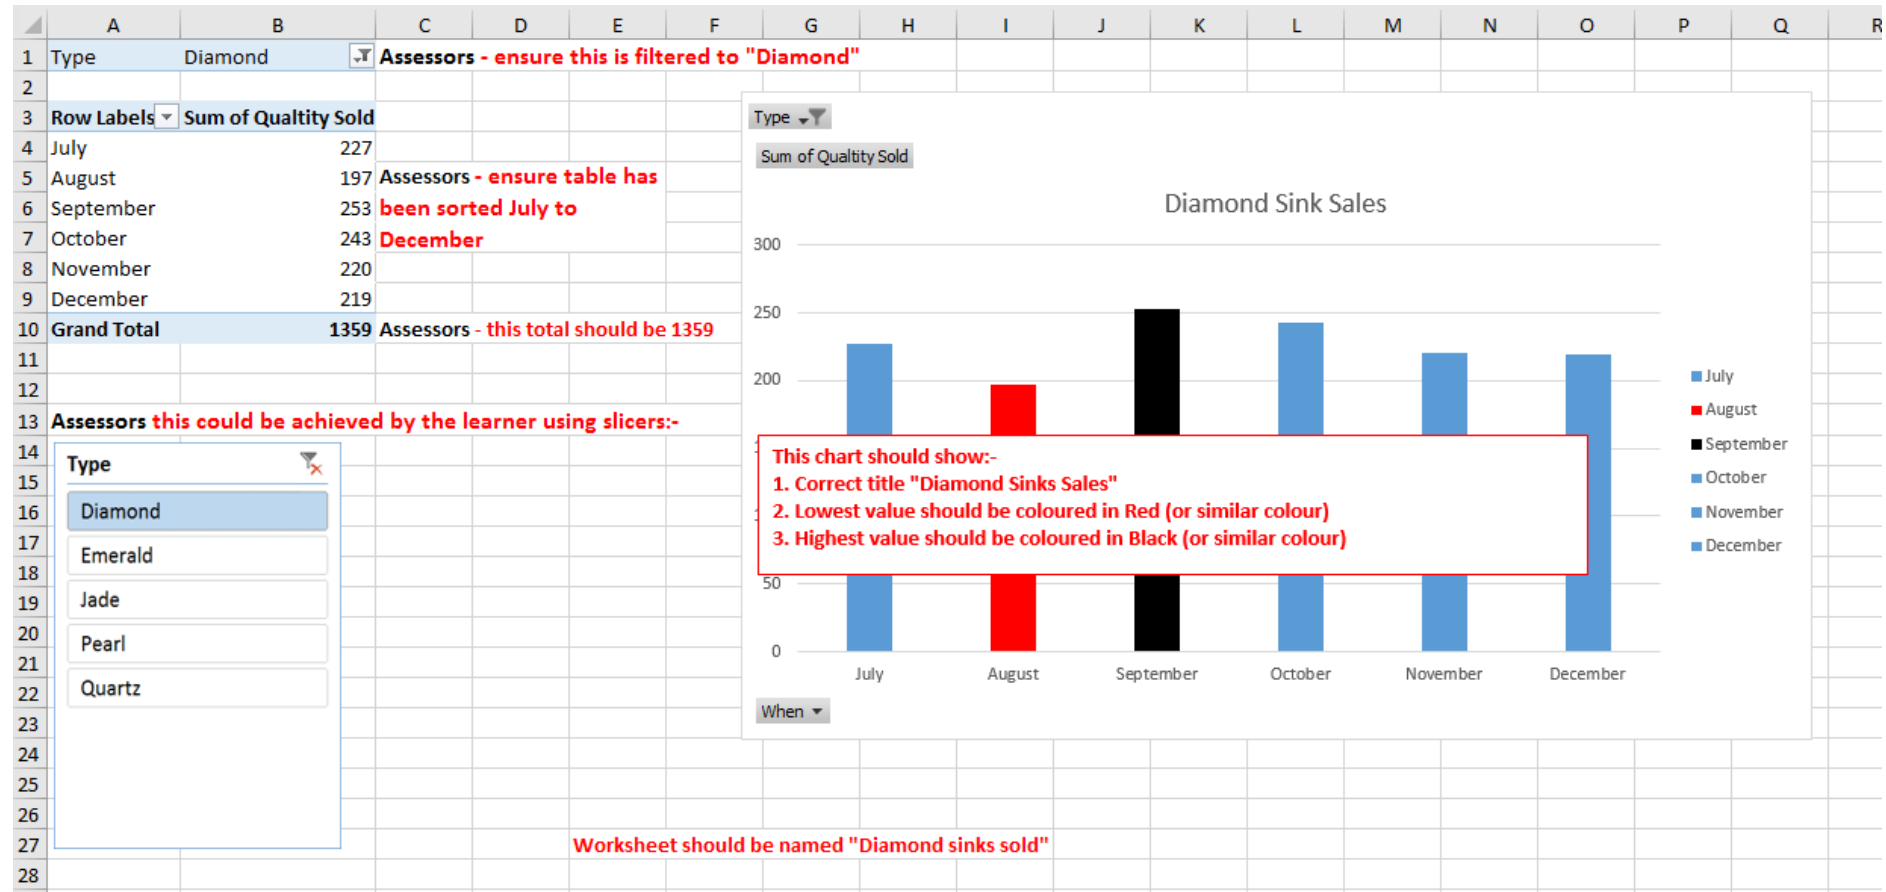 A B C D E F G H I J K L M N O P Q R
1 Type Diamond Assessors - ensure this is filtered to "Diamond"
2
3 Row Labels Sum of Qualtity Sold
4 July 227
5 August 197 Assessors - ensure table has
6 September 253 been sorted July to
7 October 243 December
8 November 220
9 December 219
10 Grand Total 1359 Assessors - this total should be 1359
11
12
13 Assessors this could be achieved by the learner using slicers:-
14
15
16
17
18
19
20
21
22
23
24
25
26
27 Worksheet should be named "Diamond sinks sold"
28
Type
Diamond
Emerald
Jade
Pearl
Quartz
Type
Sum of Qualtity Sold
Diamond Sink Sales
300
250
200
50
0
This chart should show:-
1. Correct title "Diamond Sinks Sales"
2. Lowest value should be coloured in Red (or similar colour)
3. Highest value should be coloured in Black (or similar colour)
July August September October November December
July
August
September
October
November
December
When